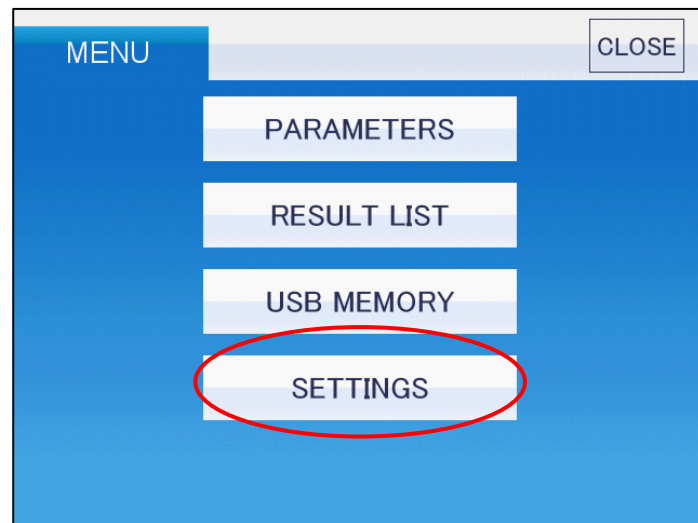 MENU
CLOSE
PARAMETERS
RESULT LIST
USB MEMORY
SETTINGS